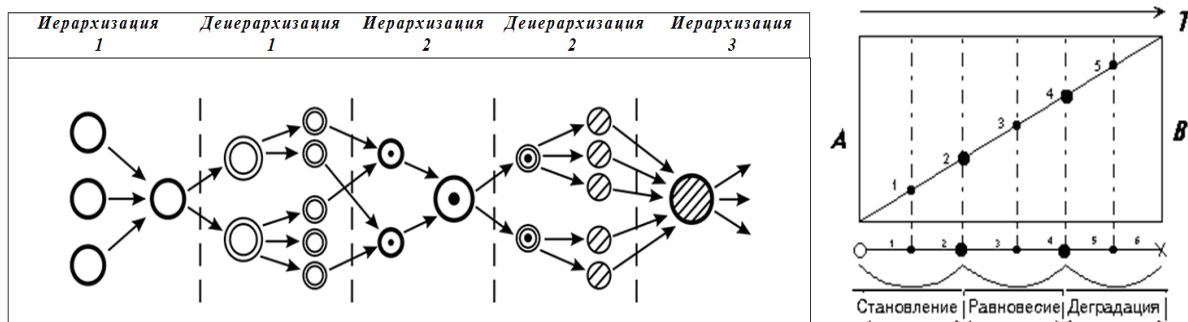 Иерархизация 1
Деиерархизация 1
Иерархизация 2
Деиерархизация 2
Иерархизация 3
T
A
B
1
2
3
4
5
1 2 3 4 5 6
Становление Равновесие Деградация